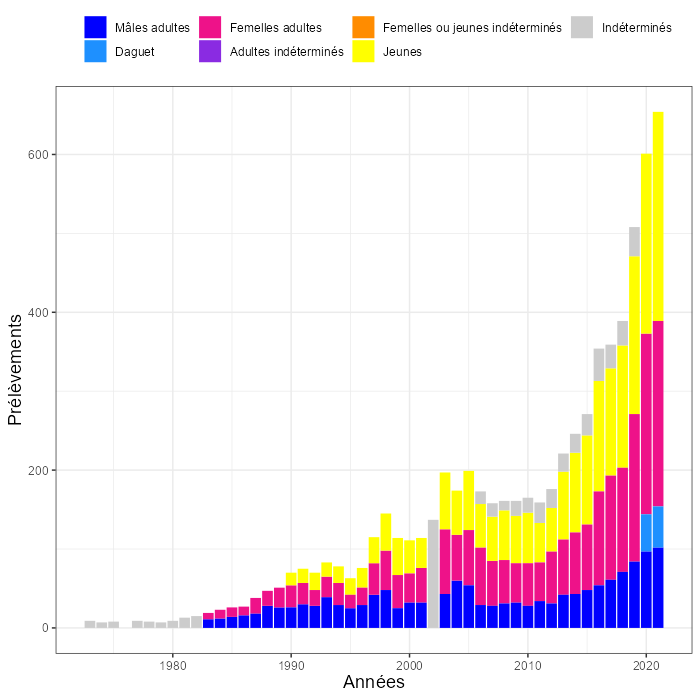 Mâles adultes Femelles adultes Femelles ou jeunes indéterminés Indéterminés
Daguet Adultes indéterminés Jeunes
600
400
200
0
Prélèvements
1980 1990 2000 2010 2020
Années